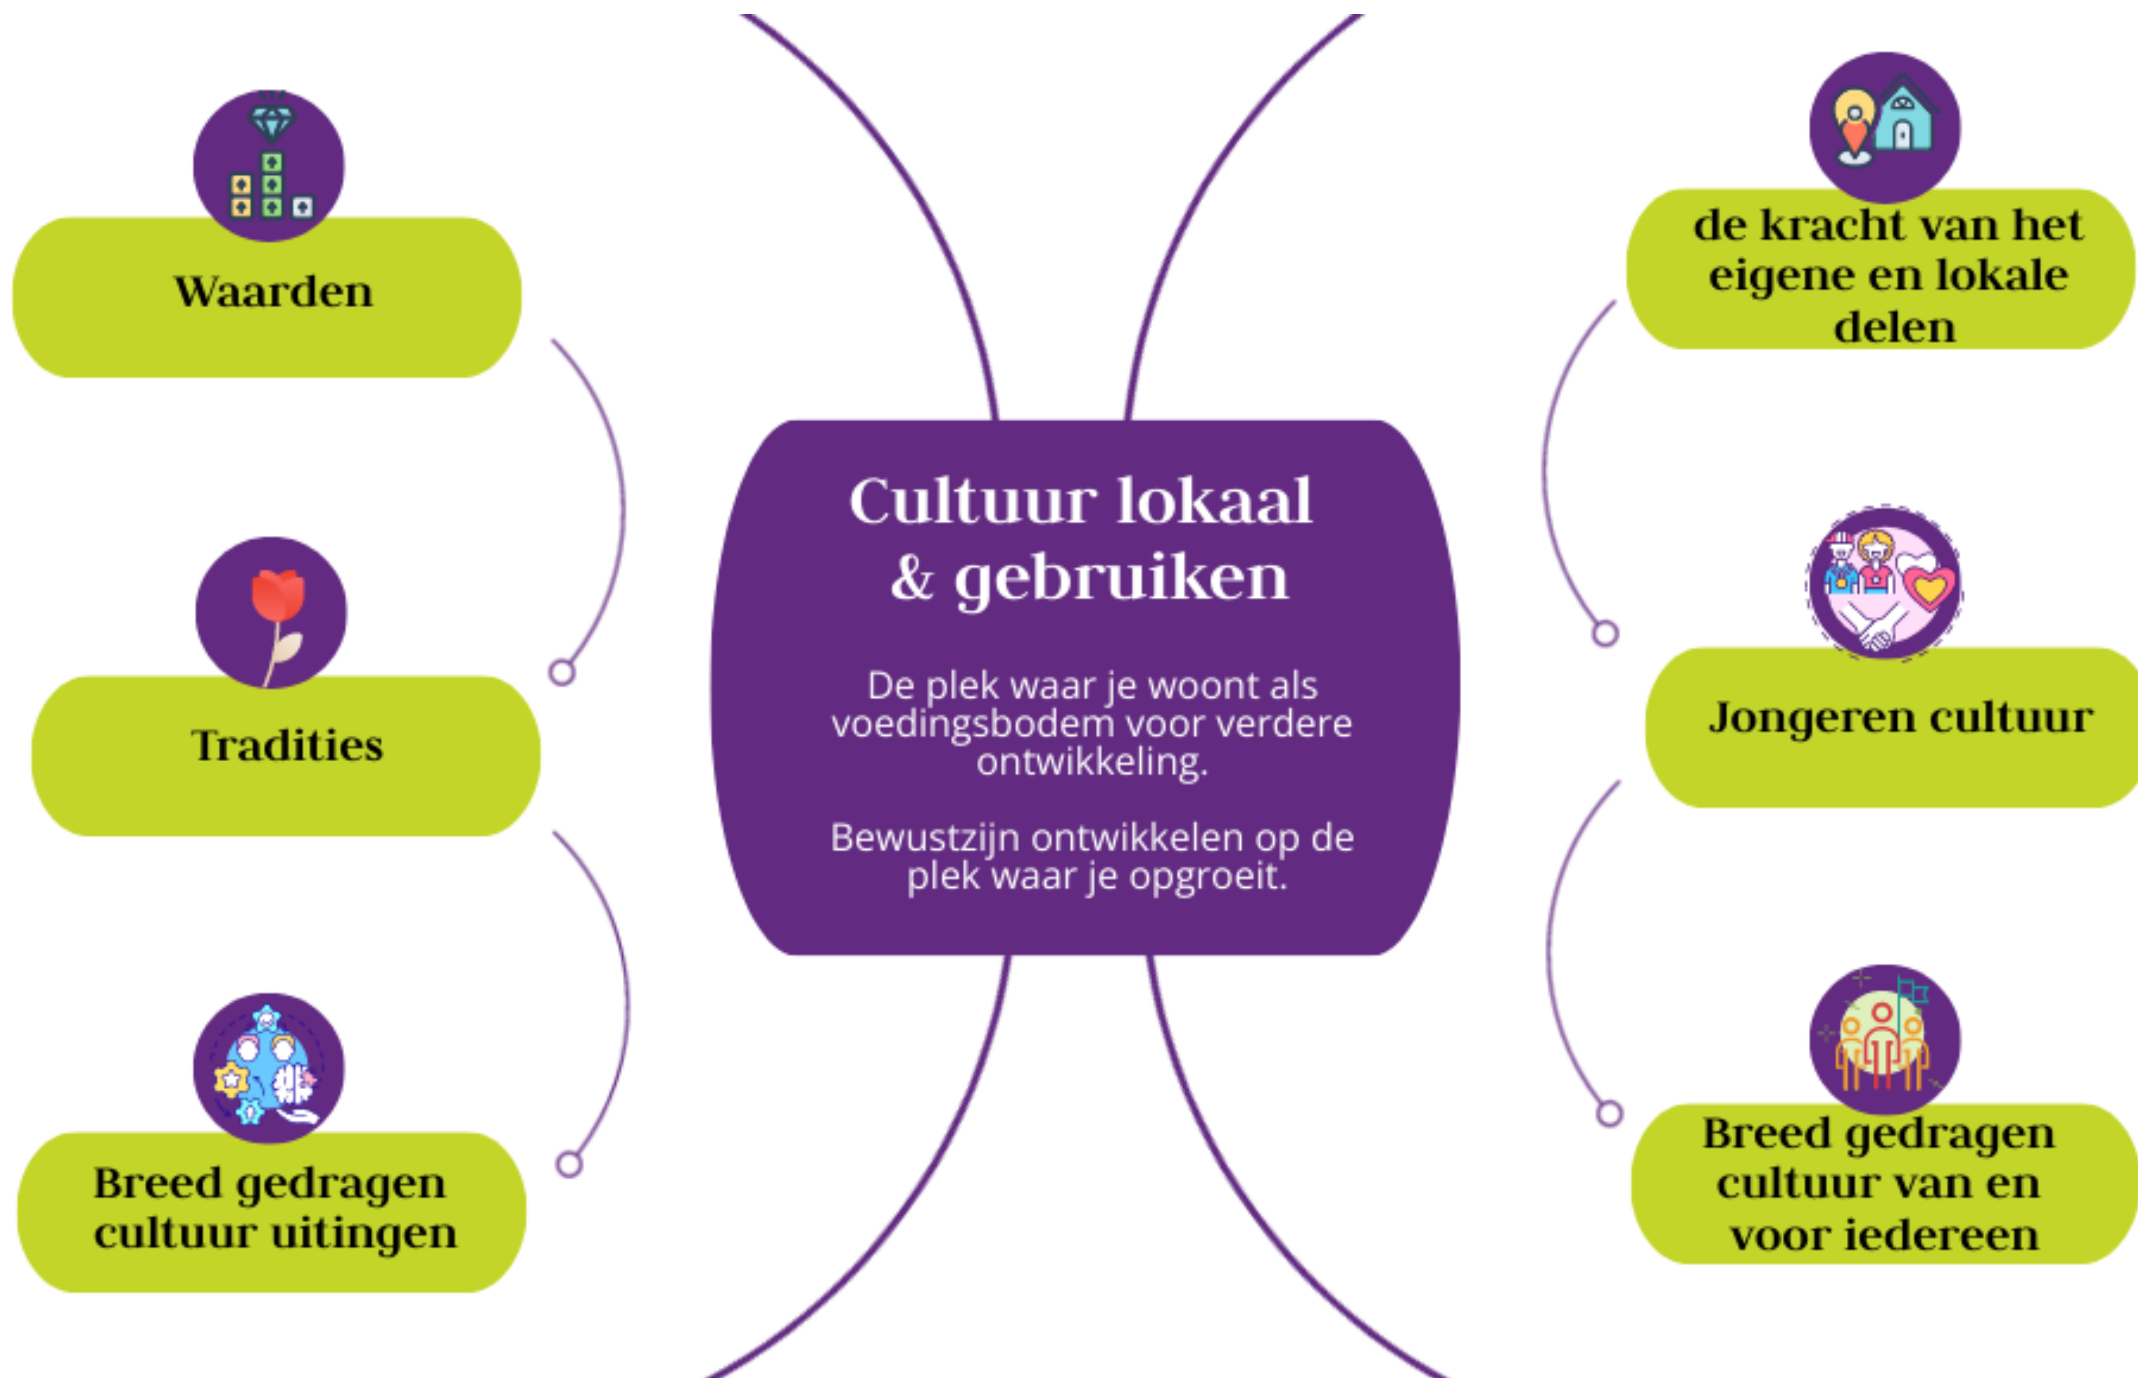 Waarden
Tradities
Breed gedragen
cultuur uitingen
Cultuur lokaal
& gebruiken
De plek waar je woont als
voedingsbodem voor verdere
ontwikkeling.
Bewustzijn ontwikkelen op de
plek waar je opgroeit.
de kracht van het
eigene en lokale
delen
Jongeren cultuur
Breed gedragen
cultuur van en
voor iedereen